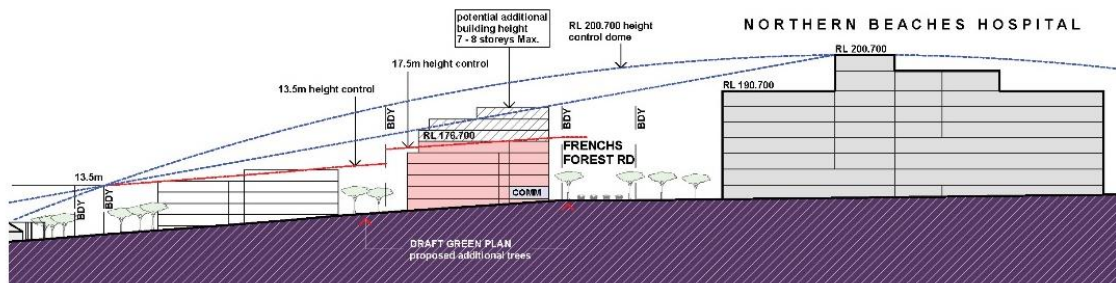 potential additional
building height
7 - 8 storeys Max.
RL 200.700 height
control dome
NORTHERN BEACHES HOSPITAL
RL 200.700
17.5m height control
13.5m height control
RL 190.700
BDY
RL 176.700
BDY
BDY
FRENCHS
FOREST RD
13.5m
BDY
BDY
COMM
DRAFT GREEN PLAN
proposed additional trees